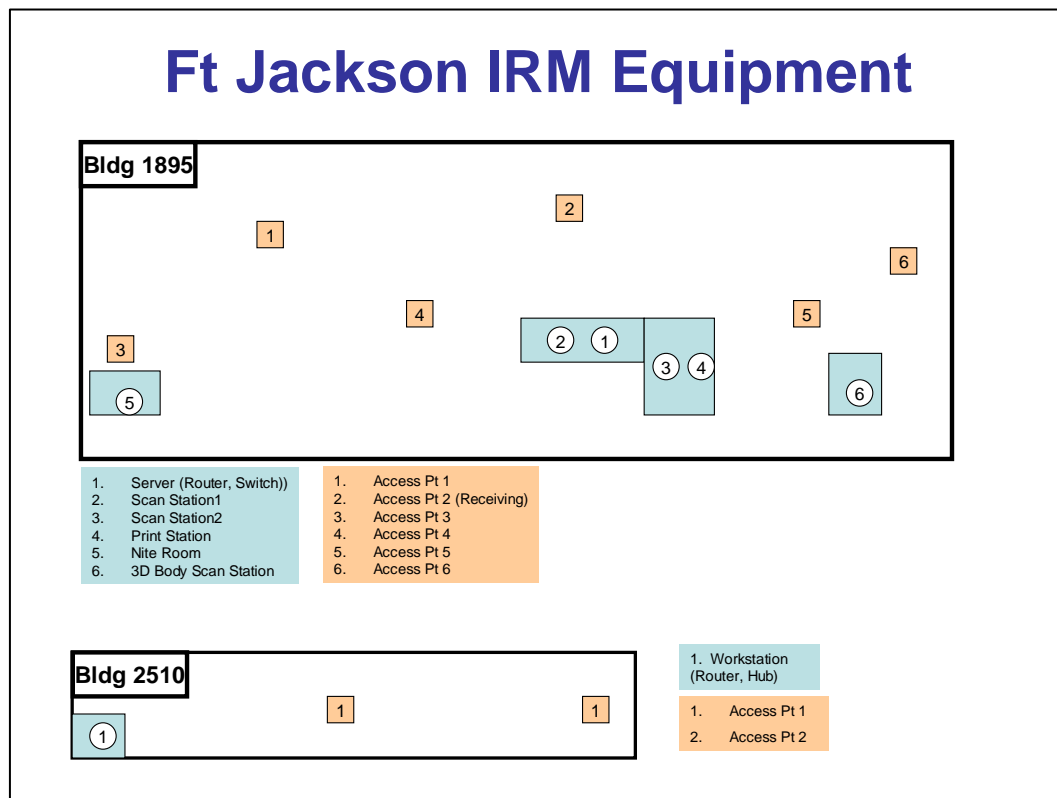 Ft Jackson IRM Equipment
Bldg 1895
2
1
6
4
5
2 1
3
3 4
5
6
1. Server (Router, Switch))
2. Scan Station1
3. Scan Station2
4. Print Station
5. Nite Room
6. 3D Body Scan Station
1. Access Pt 1
2. Access Pt 2 (Receiving)
3. Access Pt 3
4. Access Pt 4
5. Access Pt 5
6. Access Pt 6
Bldg 2510
1
1
1
1. Workstation
(Router, Hub)
1. Access Pt 1
2. Access Pt 2